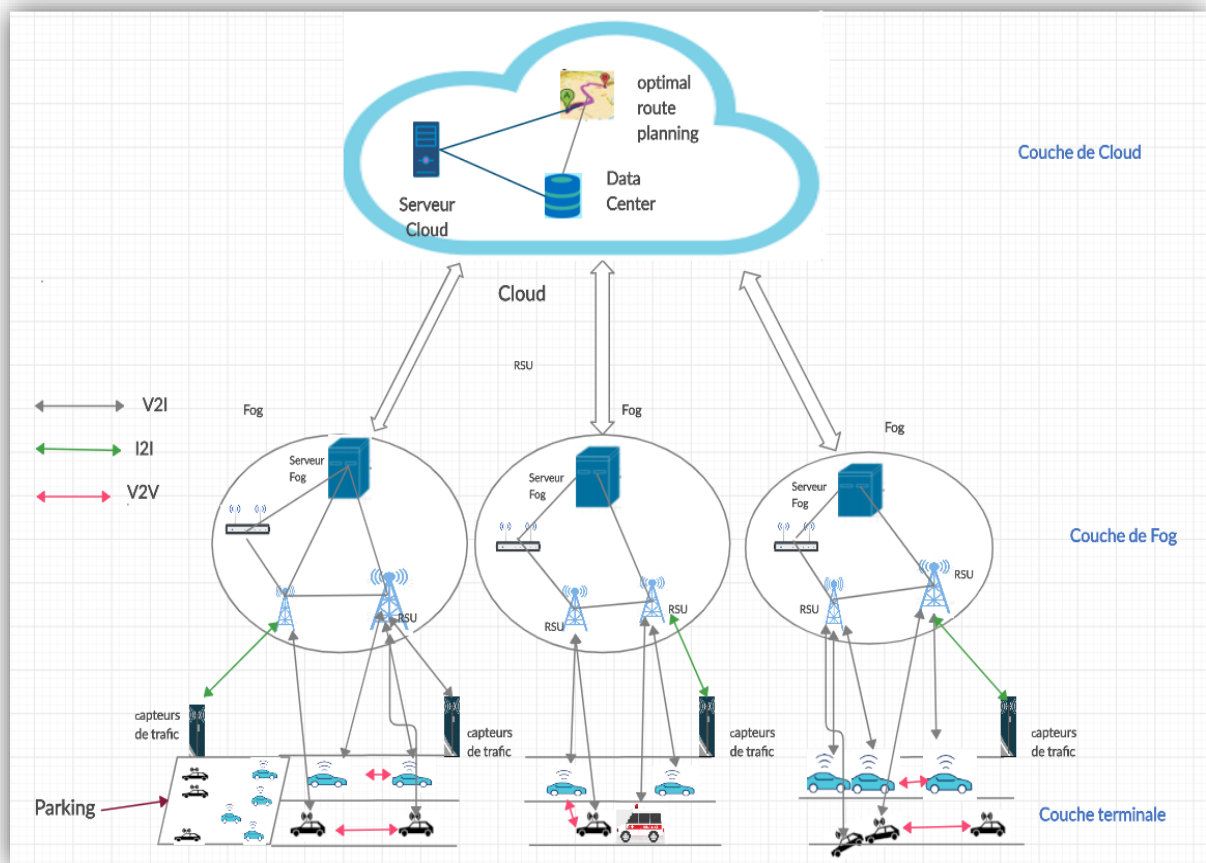 optimal
route
planning
Couche de Cloud
Data
Center
Serveur
Cloud
Cloud
RSU
V2I
I2I
V2V
Fog
Fog
Fog
Serveur
Fog
Serveur
Fog
Serveur
Fog
Couche de Fog
RSU
RSU
RSU
RSU
RSU
capteurs
de trafic
capteurs
de trafic
capteurs
de trafic
capteurs
de trafic
Parking
Couche terminale